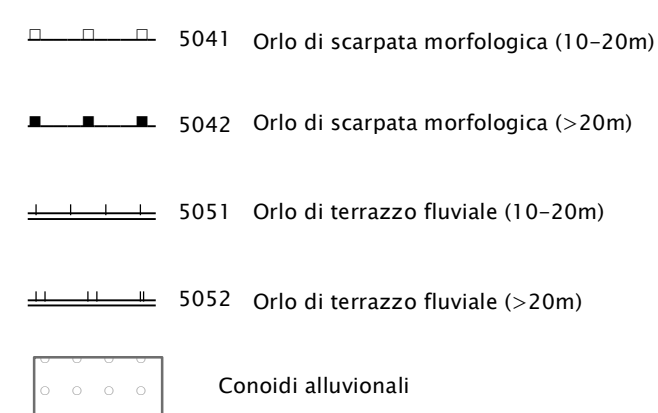 5041 Orlo di scarpata morfologica (10-20m)
5042 Orlo di scarpata morfologica (>20m)
5051 Orlo di terrazzo fluviale (10-20m)
5052 Orlo di terrazzo fluviale (>20m)
Conoidi alluvionali